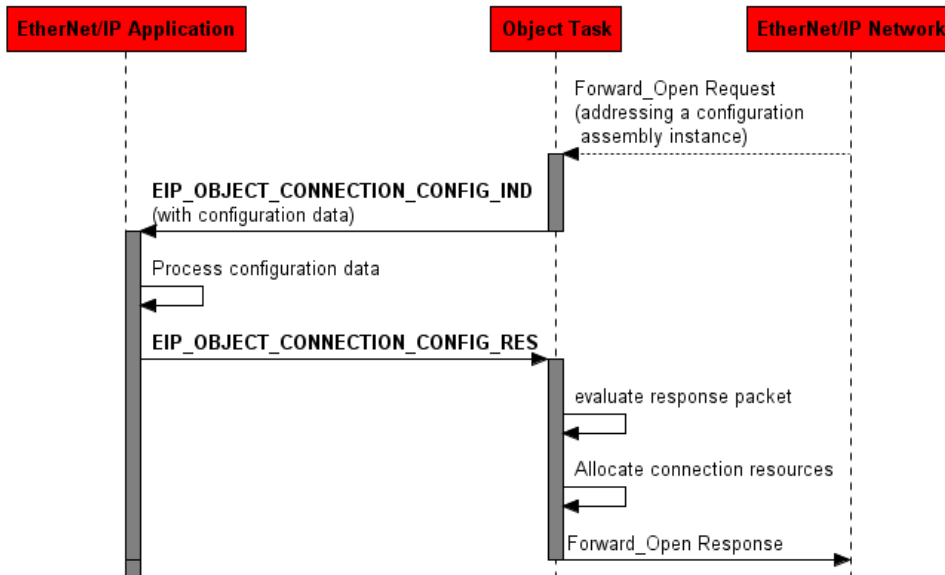 EtherNet/IP Application
Object Task
EtherNet/IP Network
Forward_Open Request
(addressing a configuration
assembly instance)
EIP_OBJECT_CONNECTION_CONFIG_IND
(with configuration data)
Process configuration data
EIP_OBJECT_CONNECTION_CONFIG_RES
evaluate response packet
Allocate connection resources
Forward_Open Response